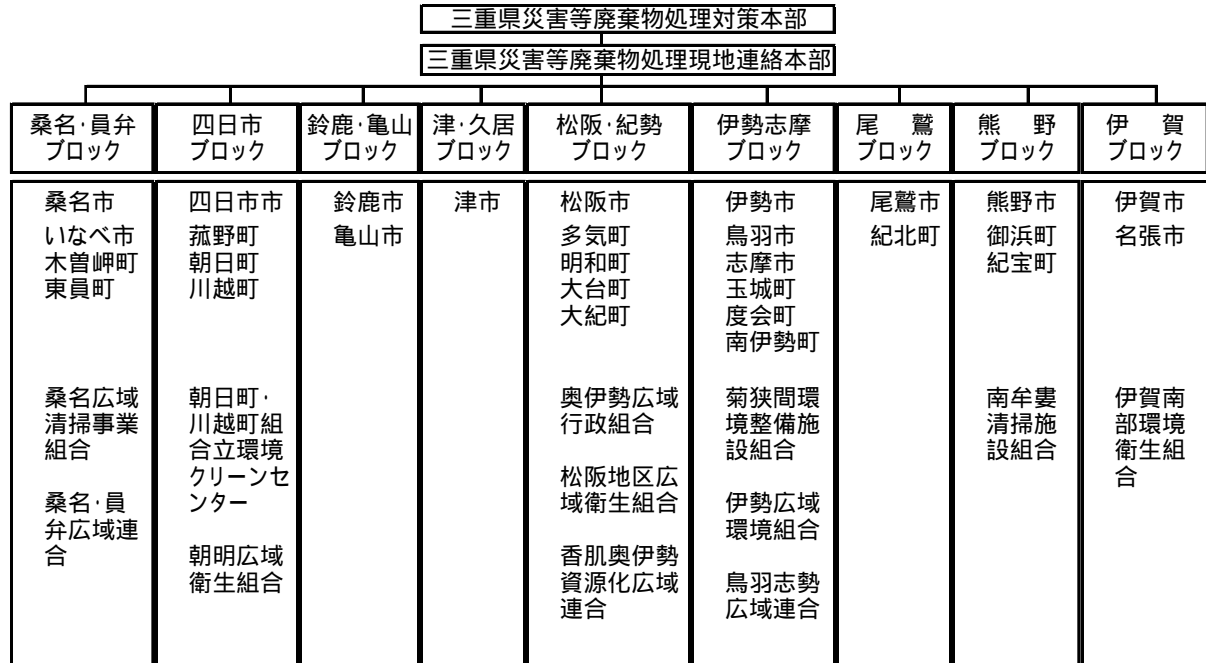 三重県災害等廃棄物処理対策本部
三重県災害等廃棄物処理現地連絡本部
桑名・員弁
ブロック
四日市
ブロック
鈴鹿・亀山
ブロック
津・久居
ブロック
松阪・紀勢
ブロック
伊勢志摩
ブロック
尾　鷲
ブロック
熊　野
ブロック
伊　賀
ブロック
桑名市
いなべ市
木曽岬町
東員町
桑名広域
清掃事業
組合
桑名・員
弁広域連
合
四日市市
菰野町
朝日町
川越町
朝日町・
川越町組
合立環境
クリーンセ
ンター
朝明広域
衛生組合
鈴鹿市
亀山市
津市
松阪市
多気町
明和町
大台町
大紀町
奥伊勢広域
行政組合
松阪地区広
域衛生組合
香肌奥伊勢
資源化広域
連合
伊勢市
鳥羽市
志摩市
玉城町
度会町
南伊勢町
菊狭間環
境整備施
設組合
伊勢広域
環境組合
鳥羽志勢
広域連合
尾鷲市
紀北町
熊野市
御浜町
紀宝町
南牟婁
清掃施
設組合
伊賀市
名張市
伊賀南
部環境
衛生組
合